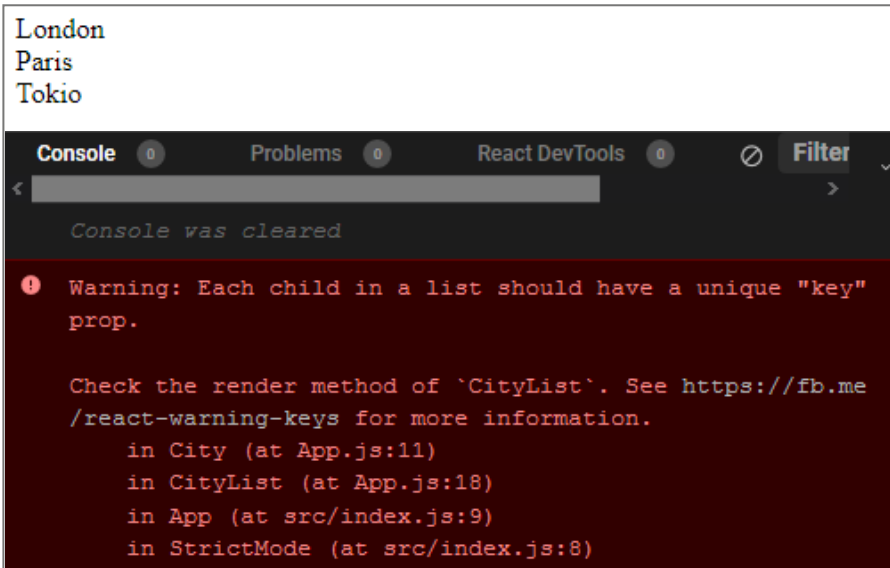 London
Paris
Tokio
Console 0 Problems 0 React DevTools 0 Filter
Console was cleared
Warning: Each child in a list should have a unique "key"
prop.
Check the render method of `CityList`. See https://fb.me
/react-warning-keys for more information.
in City (at App.js:11)
in CityList (at App.js:18)
in App (at src/index.js:9)
in StrictMode (at src/index.js:8)